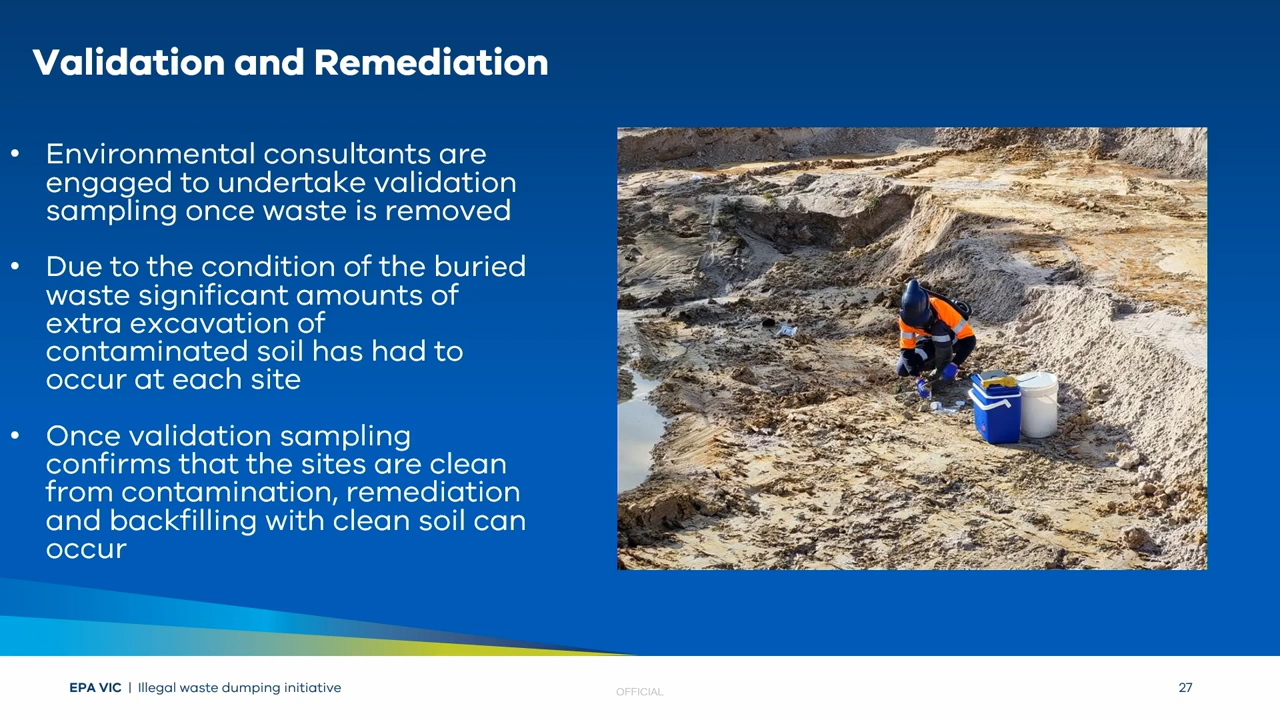 Validation and Remediation
• Environmental consultants are
engaged to undertake validation
sampling once waste is removed
• Due to the condition of the buried
waste significant amounts of
extra excavation of
contaminated soil has had to
occur at each site
• Once validation sampling
confirms that the sites are clean
from contamination, remediation
and backfilling with clean soil can
occur
EPA VIC | Illegal waste dumping initiative
OFFICIAL
27